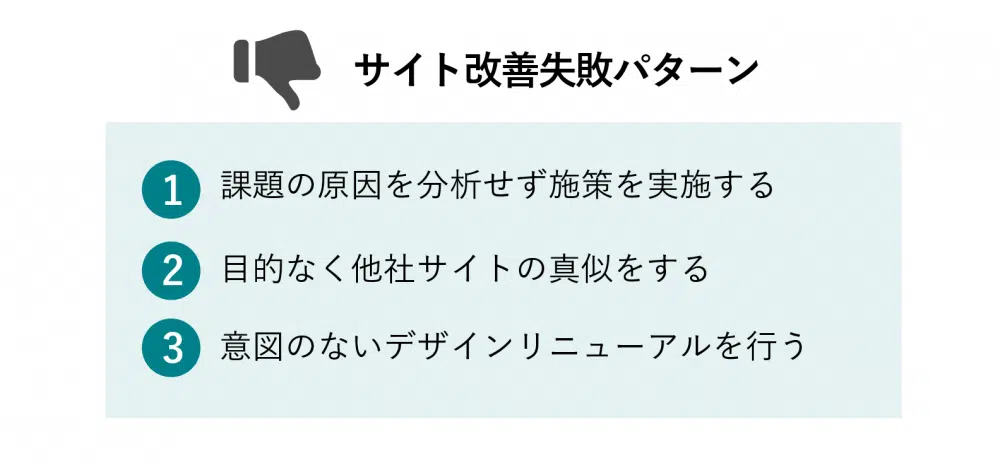 サイト改善失敗パターン
1 課題の原因を分析せず施策を実施する
2 目的なく他社サイトの真似をする
3 意図のないデザインリニューアルを行う